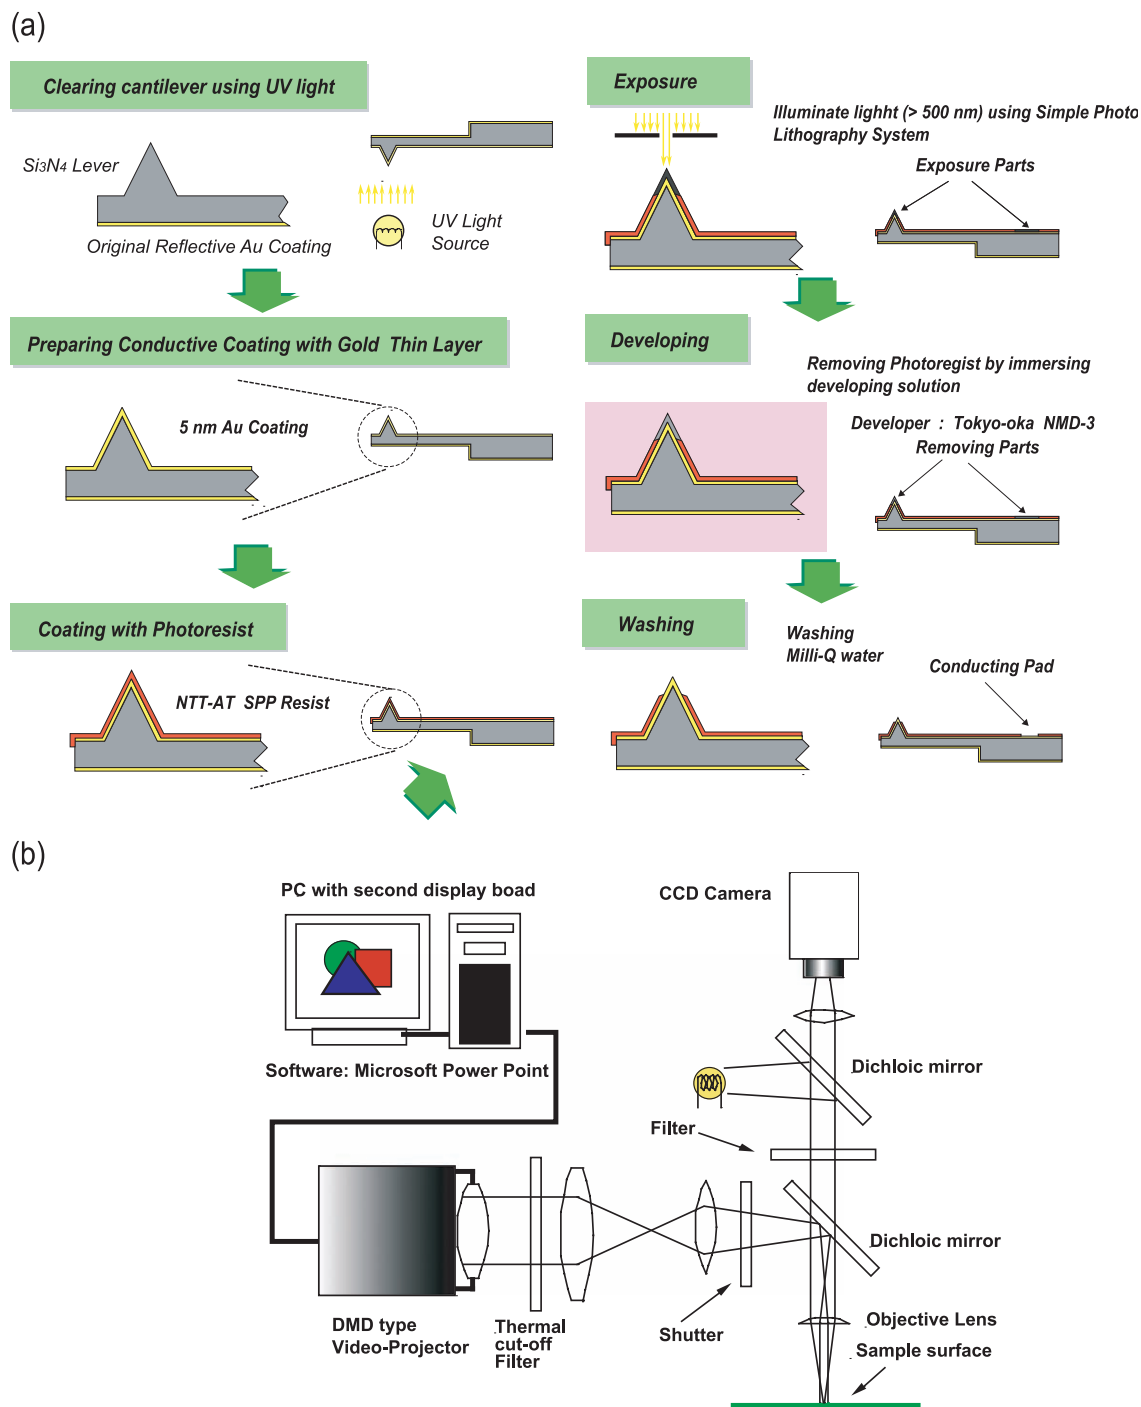 (a)
Clearing cantilever using UV light
Si3N4 Lever
Original Reflective Au Coating
UV Light
Source
Preparing Conductive Coating with Gold Thin Layer
5 nm Au Coating
Coating with Photoresist
NTT-AT SPP Resist
Exposure
Illuminate lighht (> 500 nm) using Simple Photo
Lithography System
Exposure Parts
Developing
Removing Photoregist by immersing
developing solution
Developer : Tokyo-oka NMD-3
Removing Parts
Washing
Washing
Milli-Q water
Conducting Pad
(b)
PC with second display boad
Software: Microsoft Power Point
CCD Camera
Dichloic mirror
Filter
Dichloic mirror
DMD type
Video-Projector
Thermal
cut-off
Filter
Shutter
Objective Lens
Sample surface